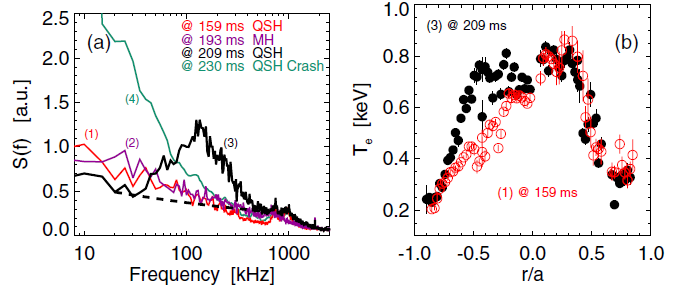 (a)
@ 159 ms QSH
@ 193 ms MH
@ 209 ms QSH
@ 230 ms QSH Crash
(4)
(1)
(2)
(3)
2.5
2.0
1.5
1.0
0.5
0.0
S(f) [a.u.]
10
100
1000
Frequency [kHz]
(3) @ 209 ms
(b)
(1) @ 159 ms
1.0
0.8
0.6
0.4
0.2
Te [keV]
-1.0
-0.5
0.0
0.5
1.0
r/a